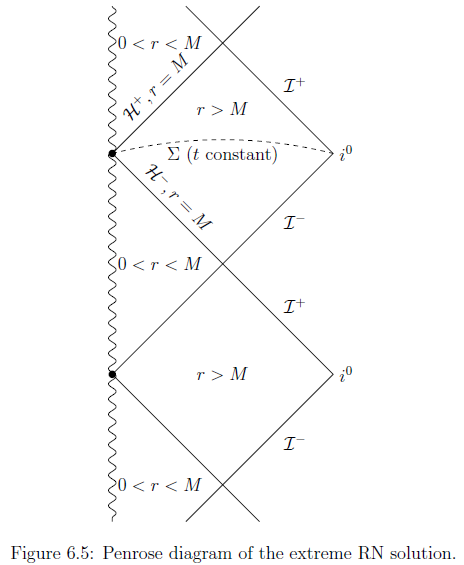 0 < r < M
ℋ⁺, r = M
ℐ⁺
r > M
Σ (t constant)
i⁰
ℋ⁻, r = M
ℐ⁻
0 < r < M
ℐ⁺
r > M
i⁰
ℐ⁻
0 < r < M
Figure 6.5: Penrose diagram of the extreme RN solution.